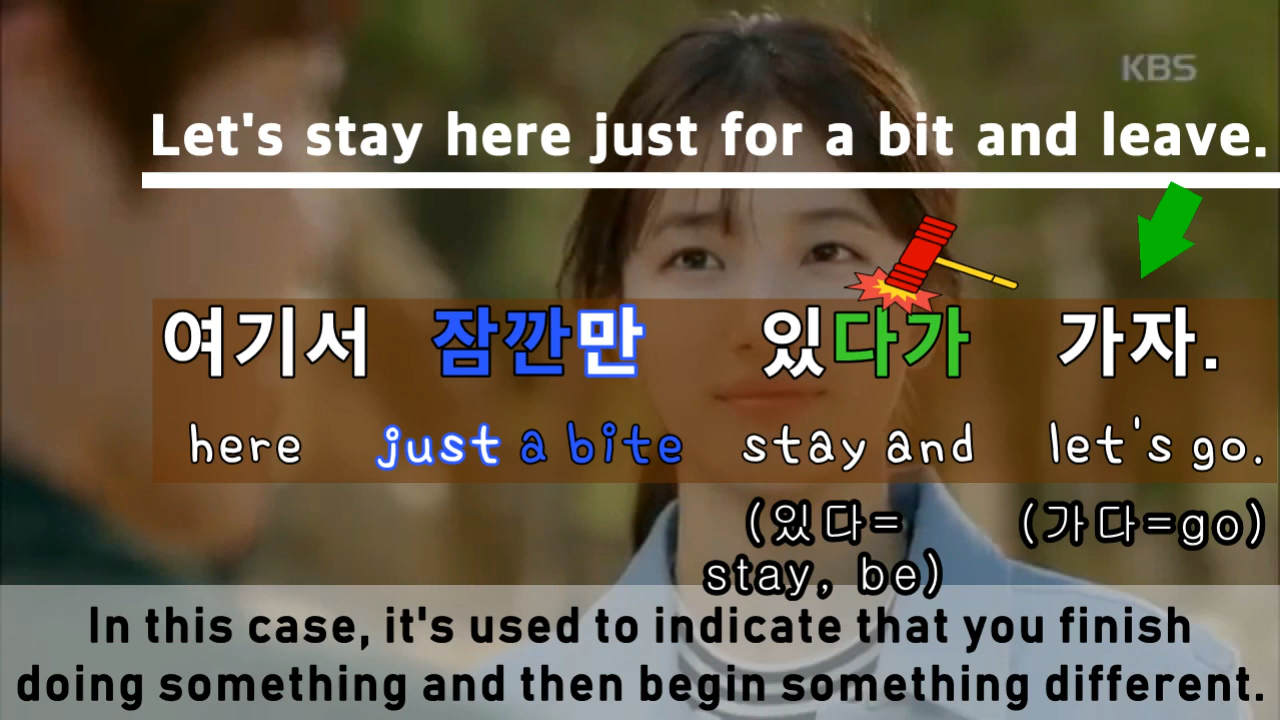 KBS
Let's stay here just for a bit and leave.
여기서 잠깐만 있다가 가자.
here just a bite stay and let's go.
(있다= (가다=go)
stay, be)
In this case, it's used to indicate that you finish
doing something and then begin something different.